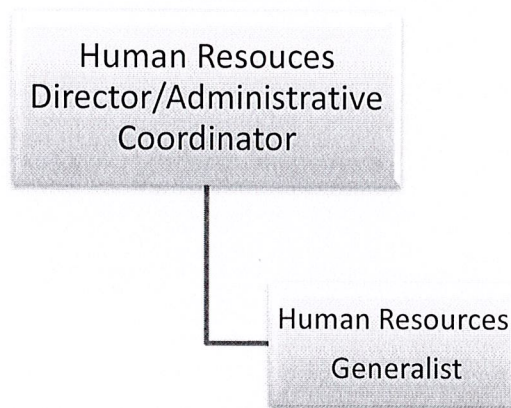 Human Resouces
Director/Administrative
Coordinator
Human Resources
Generalist